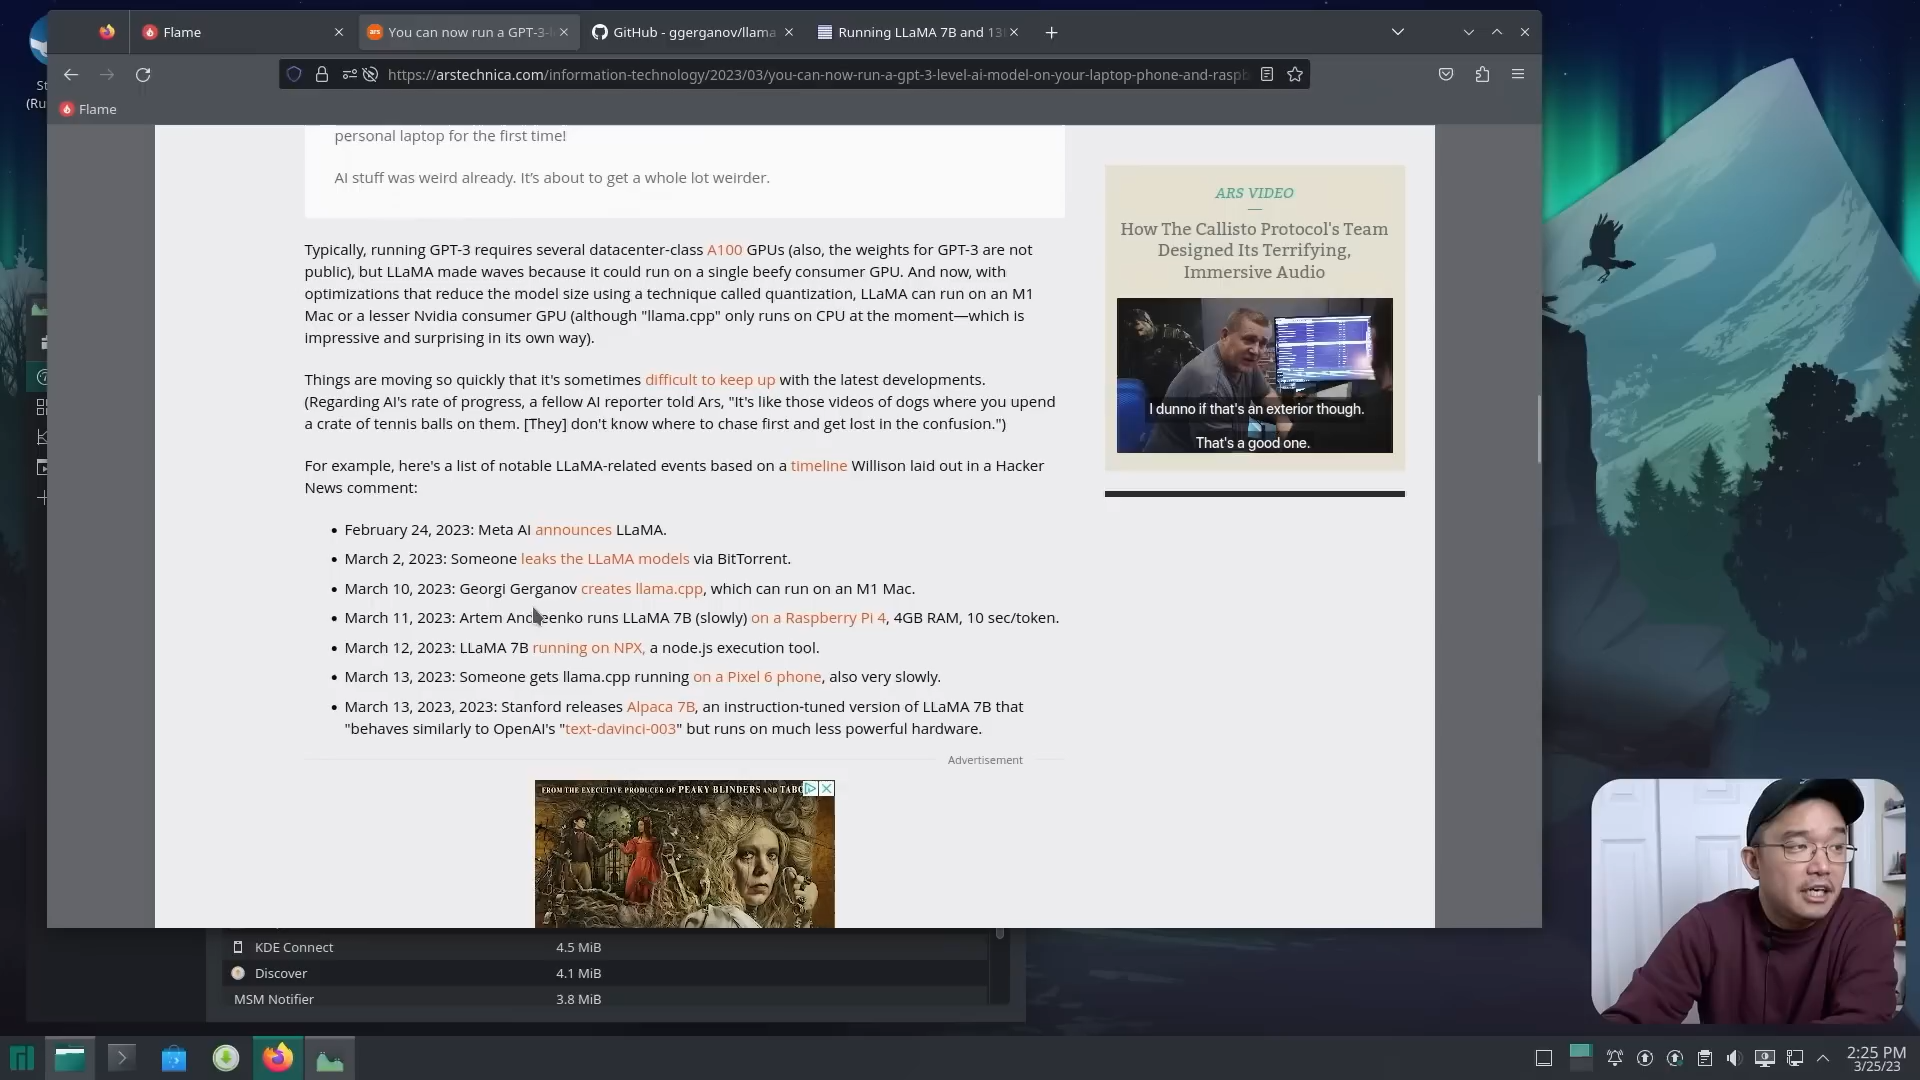 Flame
You can now run a GPT-3-l
GitHub - ggerganov/llama
Running LLaMA 7B and 13
https://arstechnica.com/information-technology/2023/03/you-can-now-run-a-gpt-3-level-ai-model-on-your-laptop-phone-and-raspb
Flame
personal laptop for the first time!
AI stuff was weird already. It's about to get a whole lot weirder.
Typically, running GPT-3 requires several datacenter-class A100 GPUs (also, the weights for GPT-3 are not
public), but LLaMA made waves because it could run on a single beefy consumer GPU. And now, with
optimizations that reduce the model size using a technique called quantization, LLaMA can run on an M1
Mac or a lesser Nvidia consumer GPU (although "llama.cpp" only runs on CPU at the moment—which is
impressive and surprising in its own way).
Things are moving so quickly that it's sometimes difficult to keep up with the latest developments.
(Regarding AI's rate of progress, a fellow AI reporter told Ars, "It's like those videos of dogs where you upend
a crate of tennis balls on them. [They] don't know where to chase first and get lost in the confusion.")
For example, here's a list of notable LLaMA-related events based on a timeline Willison laid out in a Hacker
News comment:
• February 24, 2023: Meta AI announces LLaMA.
• March 2, 2023: Someone leaks the LLaMA models via BitTorrent.
• March 10, 2023: Georgi Gerganov creates llama.cpp, which can run on an M1 Mac.
• March 11, 2023: Artem Andreenko runs LLaMA 7B (slowly) on a Raspberry Pi 4, 4GB RAM, 10 sec/token.
• March 12, 2023: LLaMA 7B running on NPX, a node.js execution tool.
• March 13, 2023: Someone gets llama.cpp running on a Pixel 6 phone, also very slowly.
• March 13, 2023, 2023: Stanford releases Alpaca 7B, an instruction-tuned version of LLaMA 7B that
"behaves similarly to OpenAI's "text-davinci-003" but runs on much less powerful hardware.
Advertisement
FROM THE EXECUTIVE PRODUCER OF PEAKY BLINDERS AND TABO
ARS VIDEO
How The Callisto Protocol's Team
Designed Its Terrifying,
Immersive Audio
I dunno if that's an exterior though.
That's a good one.
St
(Ru
KDE Connect 4.5 MiB
Discover 4.1 MiB
MSM Notifier 3.8 MiB
2:25 PM
3/25/23